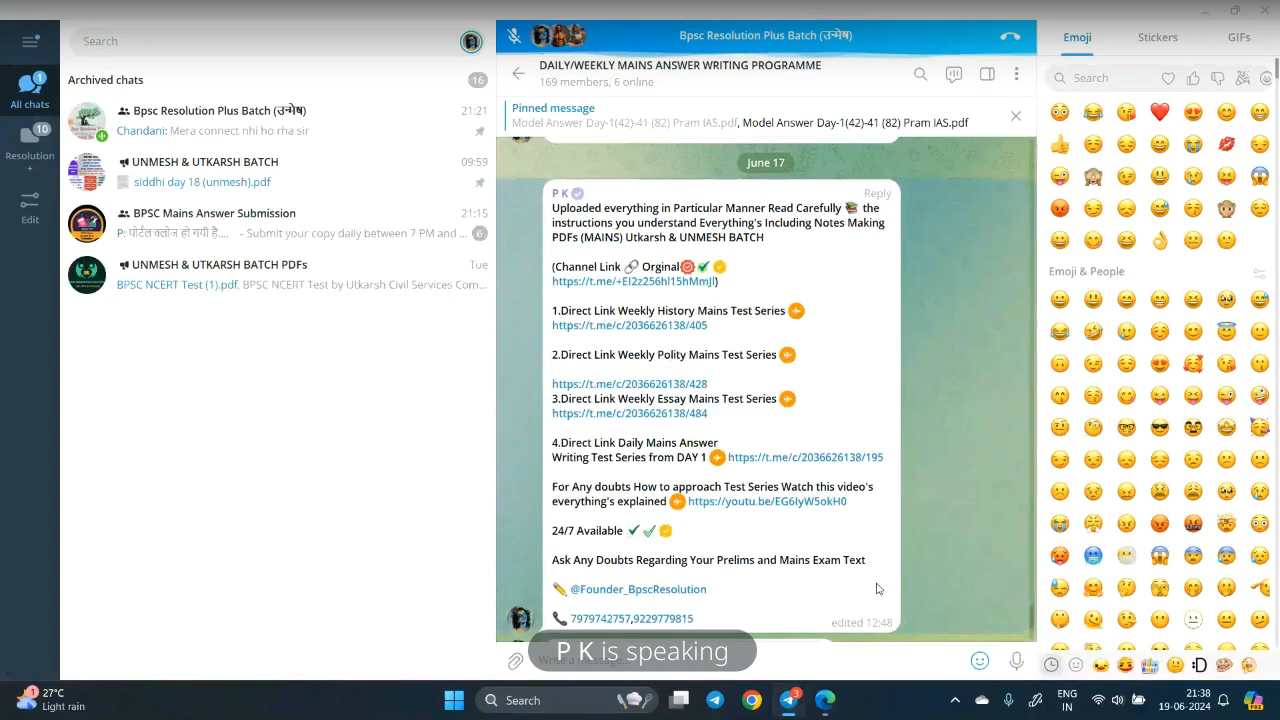 Search
Archived chats
16
1
All chats
Bpsc Resolution Plus Batch (उन्मेष)
21:21
Chandani: Mera connect nhi ho rha sir
10
Resolution
+
UNMESH & UTKARSH BATCH
09:59
siddhi day 18 (unmesh).pdf
Edit
BPSC Mains Answer Submission
21:15
P: पोर्टल क्लोज हो गयी है.... – Submit your copy daily between 7 PM and ...
6
UNMESH & UTKARSH BATCH PDFs
Tue
BPSC NCERT Test (1).pdf, BPSC NCERT Test by Utkarsh Civil Services Com...
Bpsc Resolution Plus Batch (उन्मेष)
DAILY/WEEKLY MAINS ANSWER WRITING PROGRAMME
169 members, 6 online
Pinned message
Model Answer Day-1(42)-41 (82) Pram IAS.pdf, Model Answer Day-1(42)-41 (82) Pram IAS.pdf
June 17
P K
Reply
Uploaded everything in Particular Manner Read Carefully 📚 the
instructions you understand Everything's Including Notes Making
PDFs (MAINS) Utkarsh & UNMESH BATCH
(Channel Link 🔗 Orginal
https://t.me/+EI2z256hl15hMmJl)
1.Direct Link Weekly History Mains Test Series
https://t.me/c/2036626138/405
2.Direct Link Weekly Polity Mains Test Series
https://t.me/c/2036626138/428
3.Direct Link Weekly Essay Mains Test Series
https://t.me/c/2036626138/484
4.Direct Link Daily Mains Answer
Writing Test Series from DAY 1 https://t.me/c/2036626138/195
For Any doubts How to approach Test Series Watch this video's
everything's explained https://youtu.be/EG6IyW5okH0
24/7 Available
Ask Any Doubts Regarding Your Prelims and Mains Exam Text
@Founder_BpscResolution
7979742757,9229779815
edited 12:48
Write a message...
P K is speaking
Emoji
Stickers
GIFs
Search
Emoji & People
1
27°C
Light rain
Search
3
ENG
IN
21:38
19-06-2024